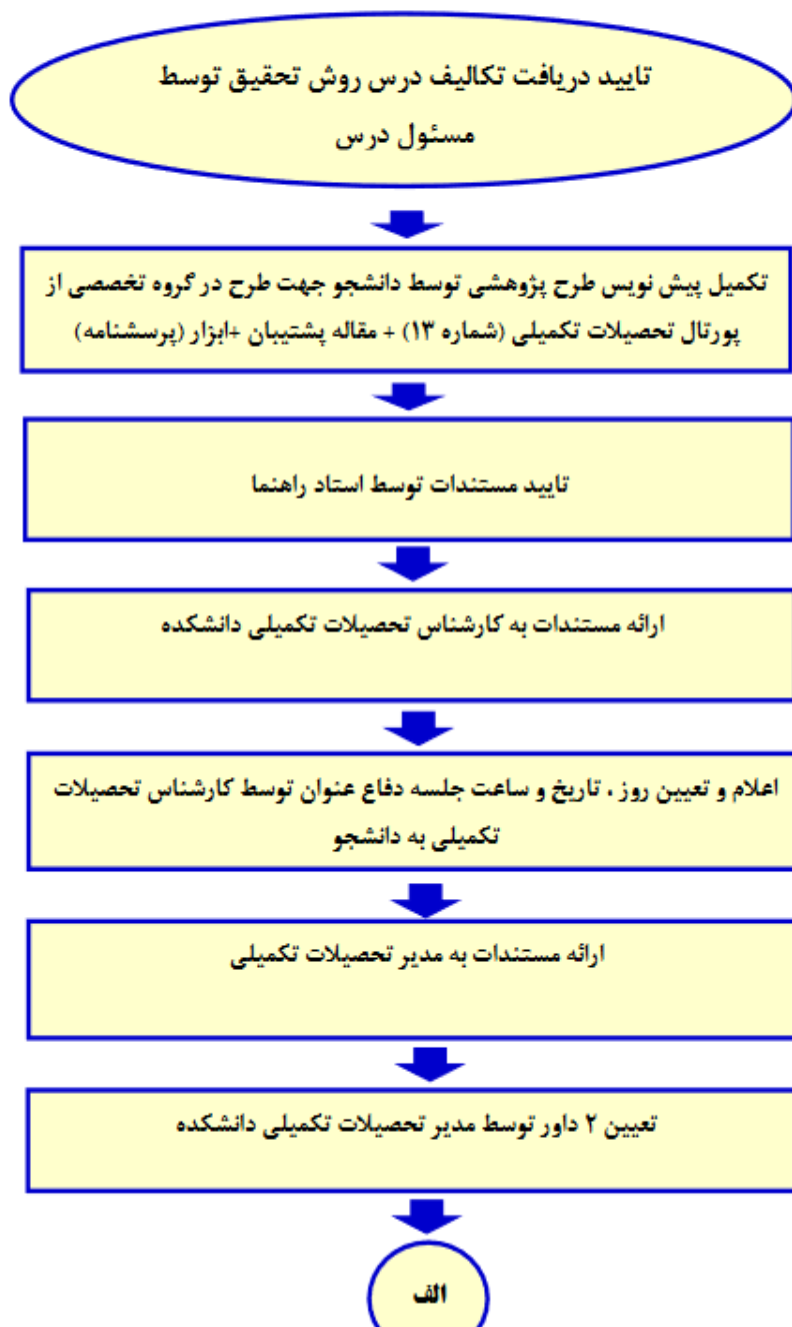 تایید دریافت تکالیف درس روش تحقیق توسط
مسئول درس
تکمیل پیش نویس طرح پژوهشی توسط دانشجو جهت طرح در گروه تخصصی از
پورتال تحصیلات تکمیلی (شماره ۱۳) + مقاله پشتیبان +ابزار (پرسشنامه)
تایید مستندات توسط استاد راهنما
ارائه مستندات به کارشناس تحصیلات تکمیلی دانشکده
اعلام و تعیین روز ، تاریخ و ساعت جلسه دفاع عنوان توسط کارشناس تحصیلات
تکمیلی به دانشجو
ارائه مستندات به مدیر تحصیلات تکمیلی
تعیین ۲ داور توسط مدیر تحصیلات تکمیلی دانشکده
الف